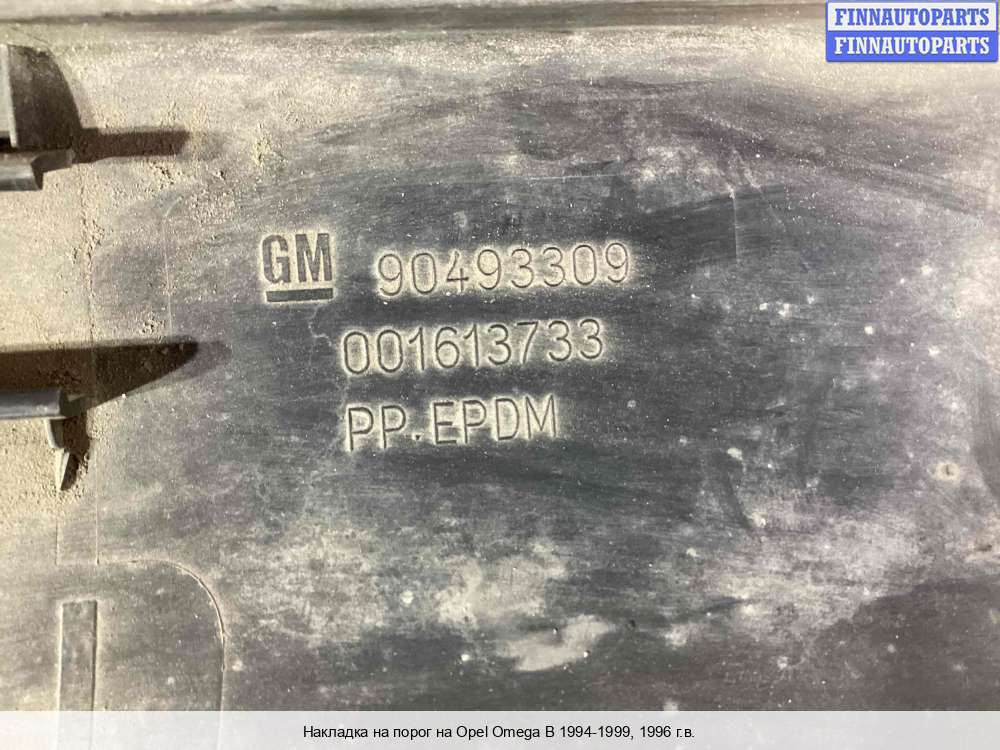 FINNAUTOPARTS
FINNAUTOPARTS
GM 90493309
001613733
PP.EPDM
Накладка на порог на Opel Omega B 1994-1999, 1996 г.в.